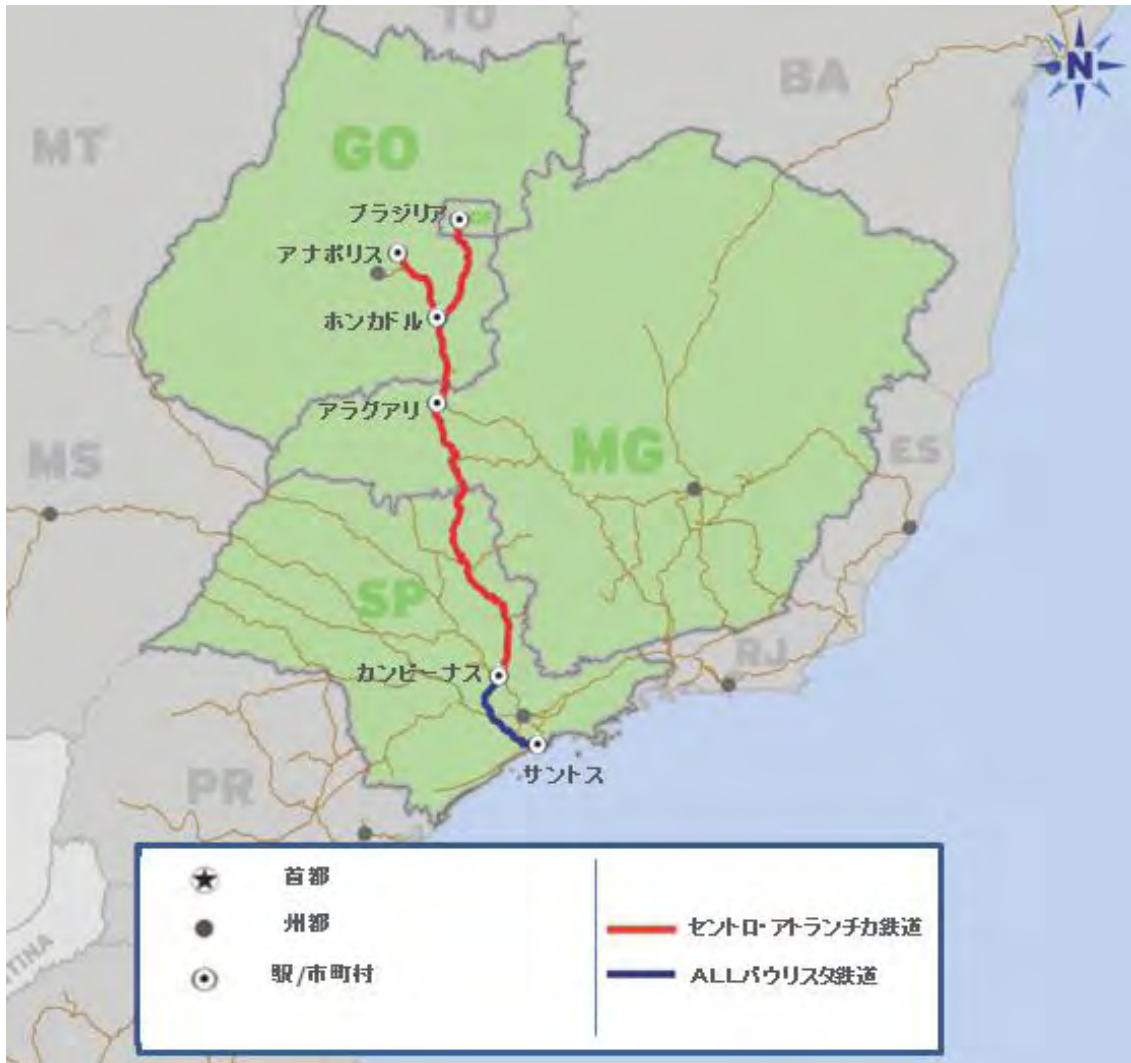 TO
BA
N
MT
GO
ブラジリア
アナポリス
ホンカドル
アラグアリ
MS
MG
ES
SP
カンピーナス
RJ
サントス
PR
首都
州都
駅/市町村
セントロ・アトランチカ鉄道
ALLパウリスタ鉄道
TINA